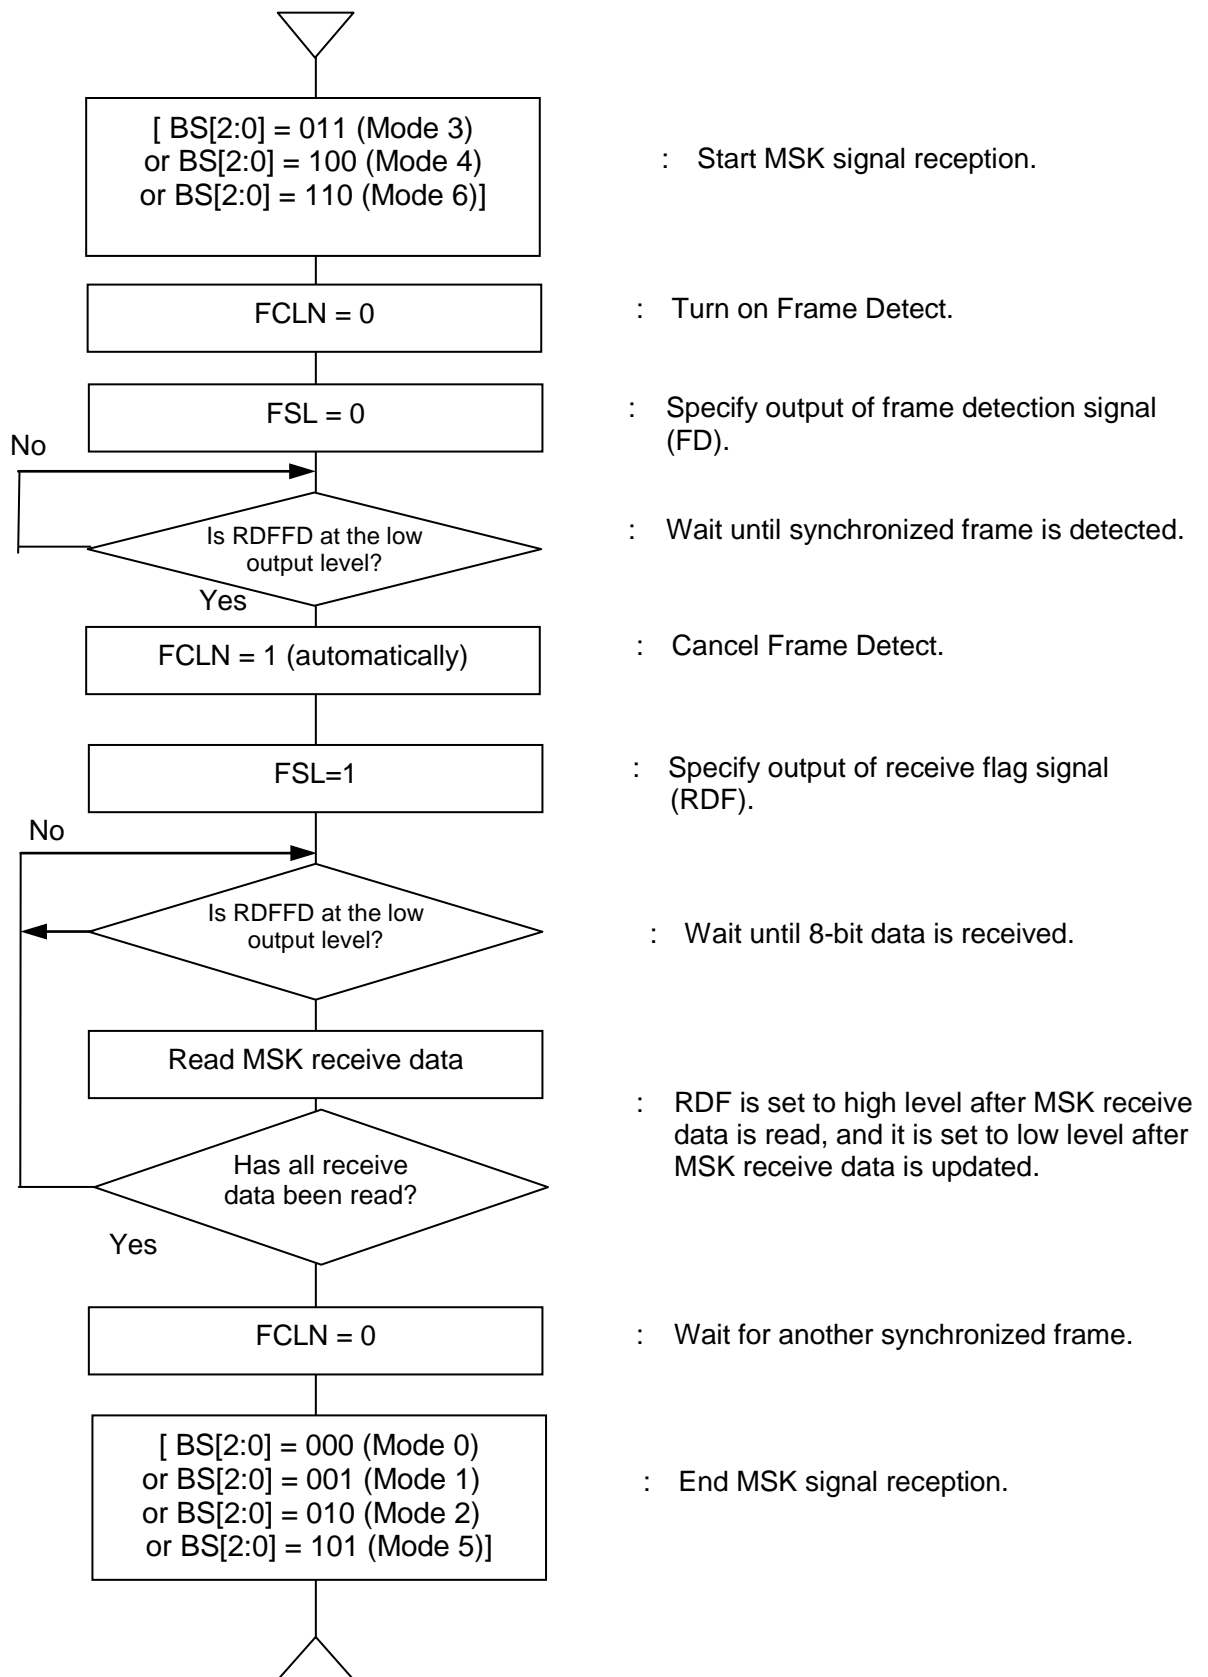 [ BS[2:0] = 011 (Mode 3)
or BS[2:0] = 100 (Mode 4)
or BS[2:0] = 110 (Mode 6)]
: Start MSK signal reception.
FCLN = 0
: Turn on Frame Detect.
FSL = 0
: Specify output of frame detection signal
(FD).
No
Is RDFFD at the low
output level?
: Wait until synchronized frame is detected.
Yes
FCLN = 1 (automatically)
: Cancel Frame Detect.
FSL=1
: Specify output of receive flag signal
(RDF).
No
Is RDFFD at the low
output level?
: Wait until 8-bit data is received.
Read MSK receive data
: RDF is set to high level after MSK receive
data is read, and it is set to low level after
MSK receive data is updated.
Has all receive
data been read?
Yes
FCLN = 0
: Wait for another synchronized frame.
[ BS[2:0] = 000 (Mode 0)
or BS[2:0] = 001 (Mode 1)
or BS[2:0] = 010 (Mode 2)
or BS[2:0] = 101 (Mode 5)]
: End MSK signal reception.